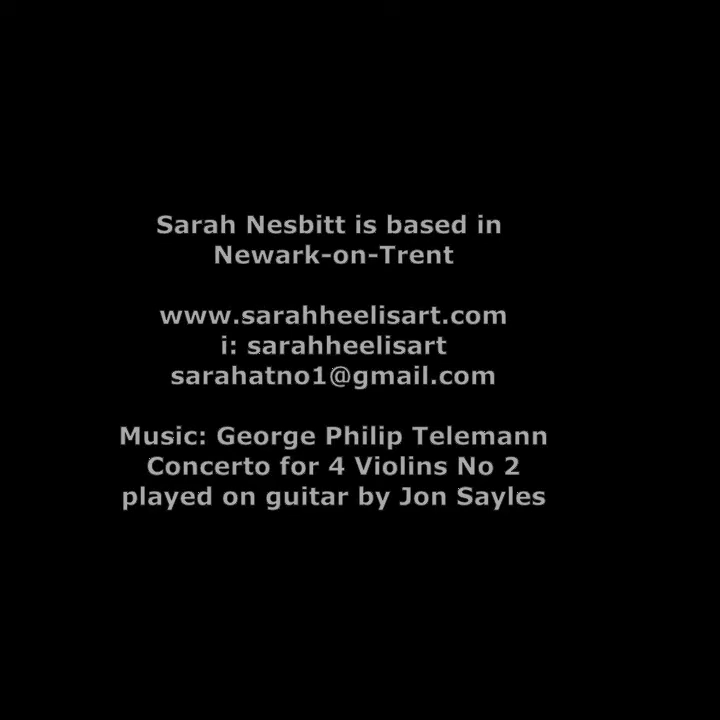 Sarah Nesbitt is based in
Newark-on-Trent
www.sarahheelisart.com
i: sarahheelisart
sarahatno1@gmail.com
Music: George Philip Telemann
Concerto for 4 Violins No 2
played on guitar by Jon Sayles